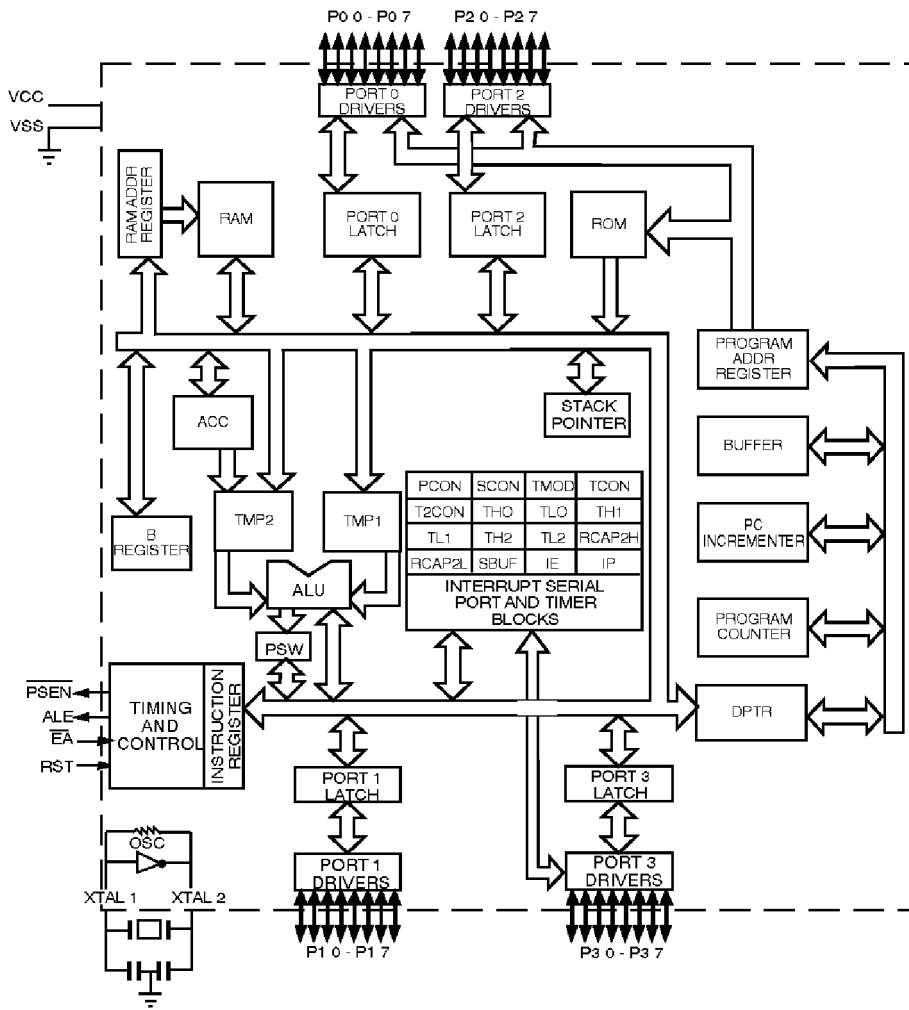 P0 0 - P0 7
P2 0 - P2 7
VCC
VSS
PORT 0
DRIVERS
PORT 2
DRIVERS
RAM ADDR
REGISTER
RAM
PORT 0
LATCH
PORT 2
LATCH
ROM
PROGRAM
ADDR
REGISTER
ACC
STACK
POINTER
BUFFER
B
REGISTER
TMP2
TMP1
PCON SCON TMOD TCON
T2CON THO TLO TH1
TL1 TH2 TL2 RCAP2H
RCAP2L SBUF IE IP
INTERRUPT SERIAL
PORT AND TIMER
BLOCKS
PC
INCREMENTER
ALU
PSW
PROGRAM
COUNTER
PSEN
ALE
EA
RST
TIMING
AND
CONTROL
INSTRUCTION
REGISTER
DPTR
PORT 1
LATCH
PORT 3
LATCH
OSC
XTAL 1
XTAL 2
PORT 1
DRIVERS
PORT 3
DRIVERS
P1 0 - P1 7
P3 0 - P3 7